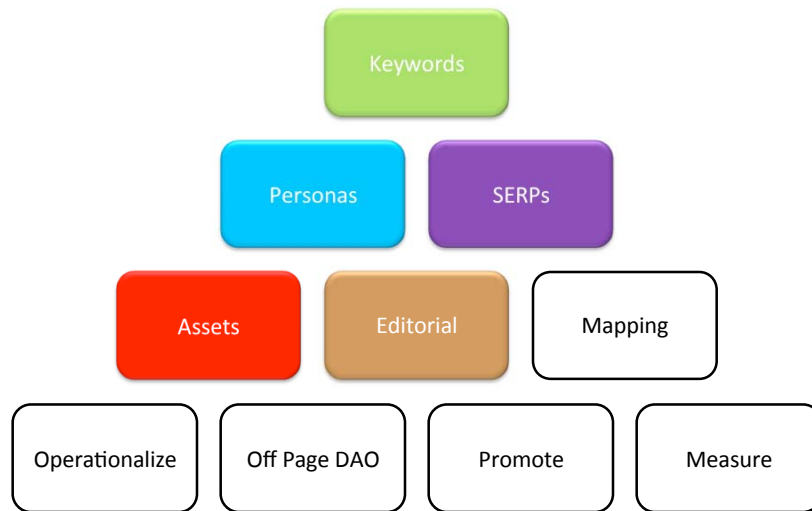 Keywords
Personas SERPs
Assets Editorial Mapping
Operationalize Off Page DAO Promote Measure